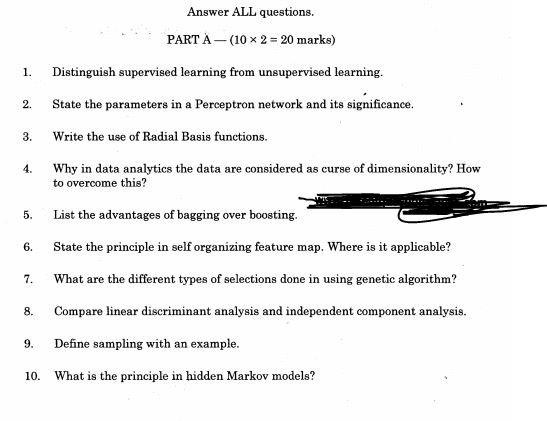 Answer ALL questions.
PART A — (10 × 2 = 20 marks)
1. Distinguish supervised learning from unsupervised learning.
2. State the parameters in a Perceptron network and its significance.
3. Write the use of Radial Basis functions.
4. Why in data analytics the data are considered as curse of dimensionality? How
to overcome this?
5. List the advantages of bagging over boosting.
6. State the principle in self organizing feature map. Where is it applicable?
7. What are the different types of selections done in using genetic algorithm?
8. Compare linear discriminant analysis and independent component analysis.
9. Define sampling with an example.
10. What is the principle in hidden Markov models?